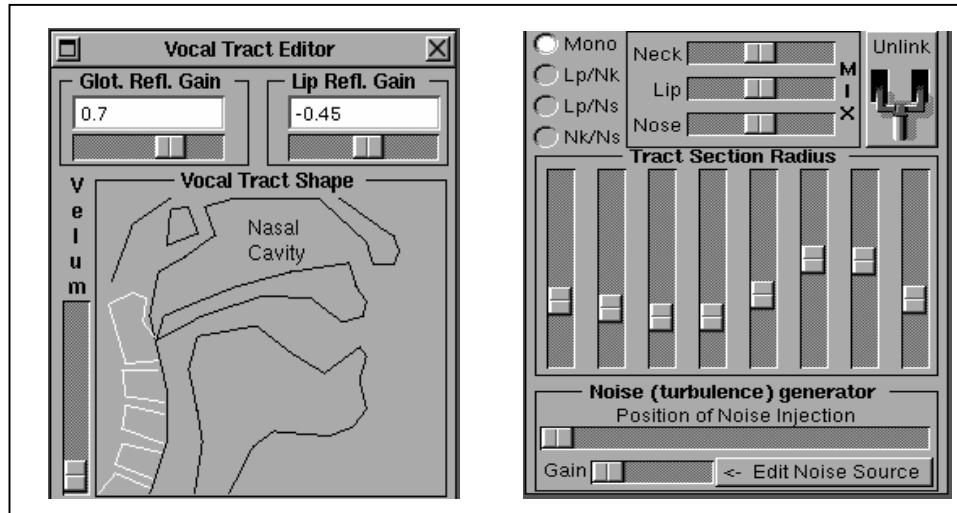 Vocal Tract Editor
Glot. Refl. Gain
Lip Refl. Gain
0.7
-0.45
Velum
Vocal Tract Shape
Nasal
Cavity
Mono
Lp/Nk
Lp/Ns
Nk/Ns
Neck
Lip
Nose
MIX
Unlink
Tract Section Radius
Noise (turbulence) generator
Position of Noise Injection
Gain
<- Edit Noise Source